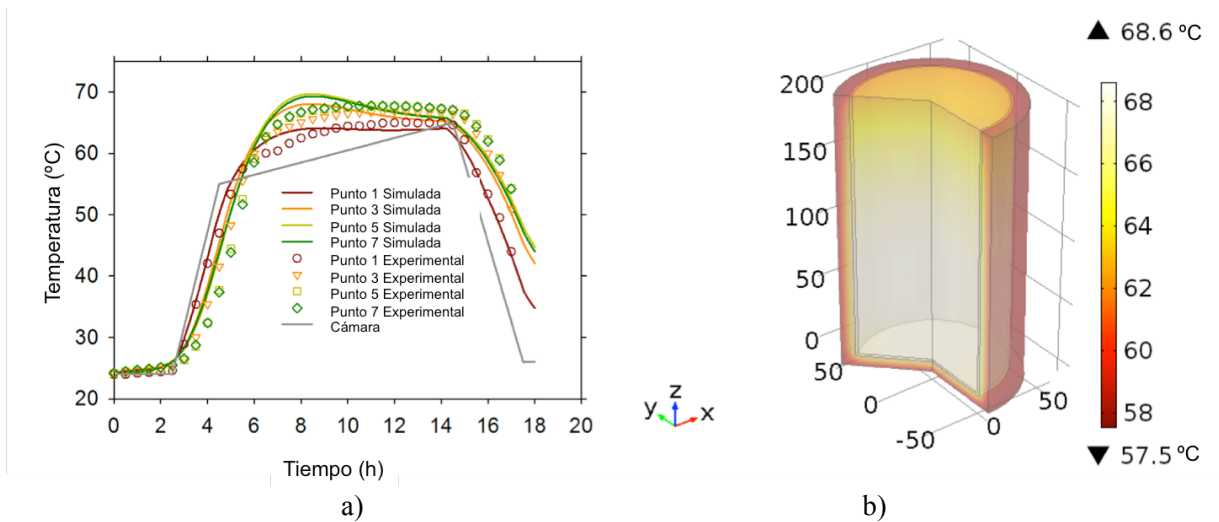 Temperatura (ºC)
70
60
50
40
30
20
Punto 1 Simulada
Punto 3 Simulada
Punto 5 Simulada
Punto 7 Simulada
Punto 1 Experimental
Punto 3 Experimental
Punto 5 Experimental
Punto 7 Experimental
Cámara
0 2 4 6 8 10 12 14 16 18 20
Tiempo (h)
a)
68.6 ºC
200
150
100
50
0
50
0
-50
0
50
y z x
68
66
64
62
60
58
57.5 ºC
b)